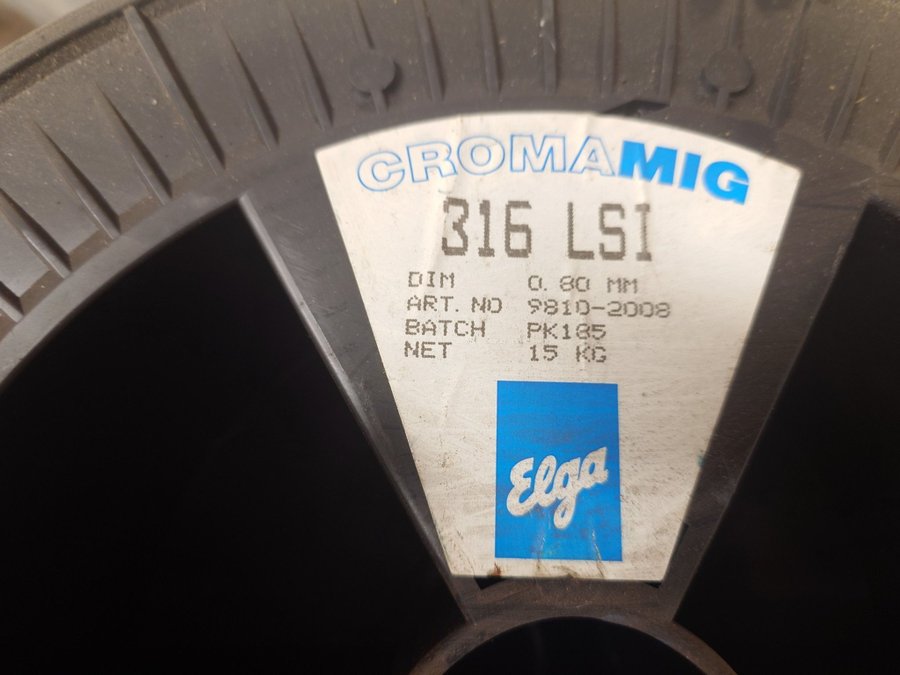 CROMAMIG
316 LSI
DIM 0.80 MM
ART.NO 9810-2008
BATCH PK185
NET 15 KG
Elga